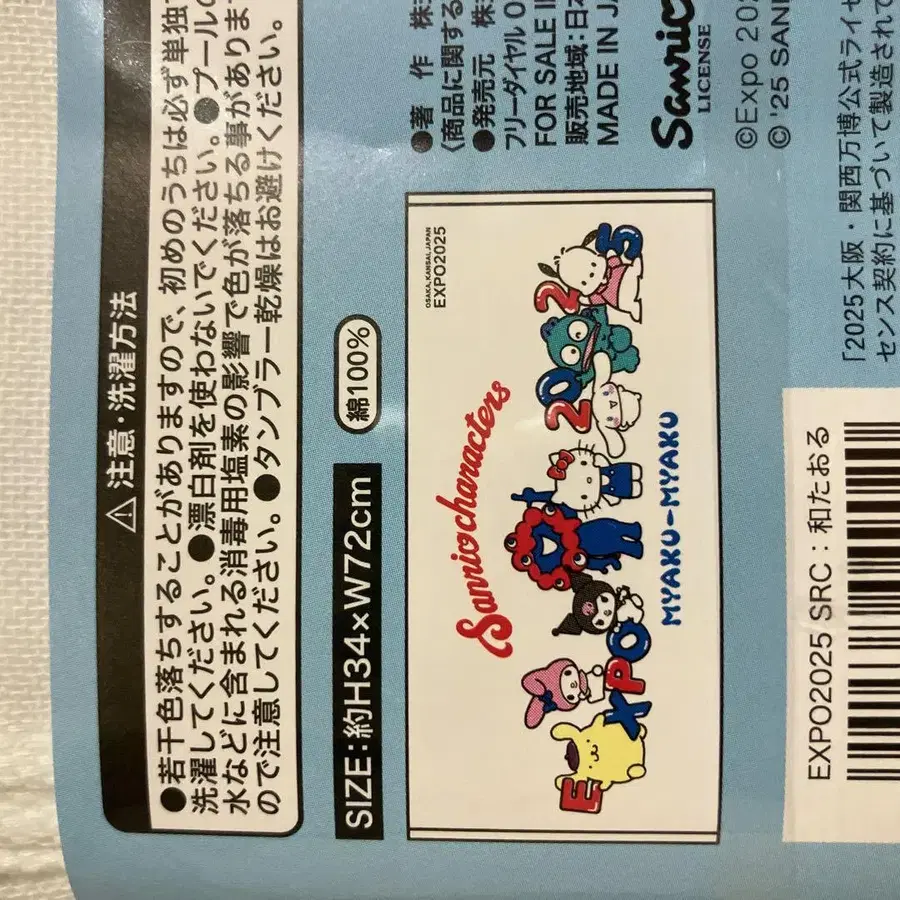 ⚠ 注意・洗濯方法
●若干色落ちすることがありますので、初めのうちは必ず単独
洗濯してください。●漂白剤を使わないでください。●プールの
水などに含まれる消毒用塩素の影響で色が落ちる事がありま
ので注意してください。●タンブラー乾燥はお避けください。
SIZE:約H34×W72cm
綿100%
OSAKA, KANSAI, JAPAN
EXPO2025
Sanrio characters
EXPO 2025
MYAKU-MYAKU
●著 作 株
〈商品に関する
●発売元 株
フリーダイヤル 0
FOR SALE I
販売地域:日
MADE IN JA
Sanrio
LICENSE
©Expo 202
© '25 SAN
「2025大阪・関西万博公式ライセ
センス契約に基づいて製造されて
EXPO2025 SRC:和たおる